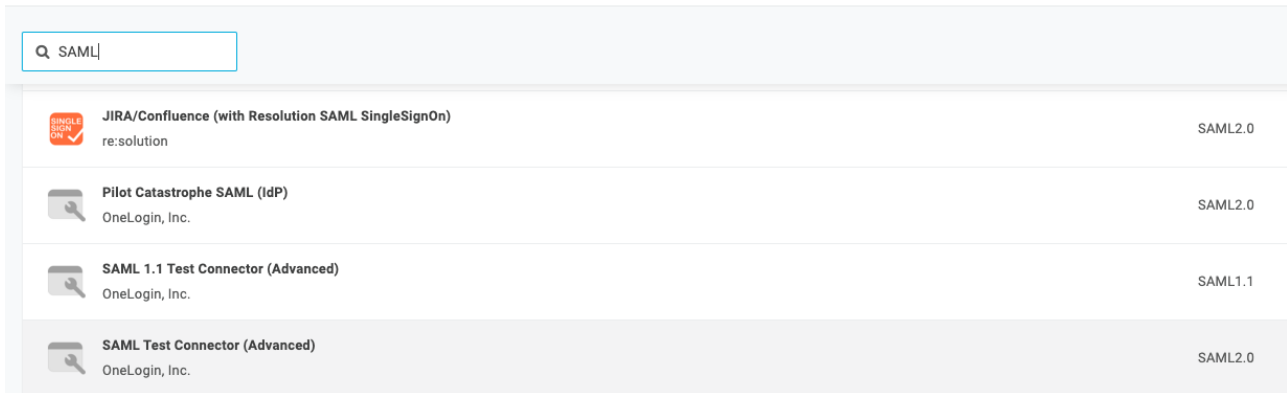 SAML
SINGLE
SIGN
ON
JIRA/Confluence (with Resolution SAML SingleSignOn)
re:solution
SAML2.0
Pilot Catastrophe SAML (IdP)
OneLogin, Inc.
SAML2.0
SAML 1.1 Test Connector (Advanced)
OneLogin, Inc.
SAML1.1
SAML Test Connector (Advanced)
OneLogin, Inc.
SAML2.0